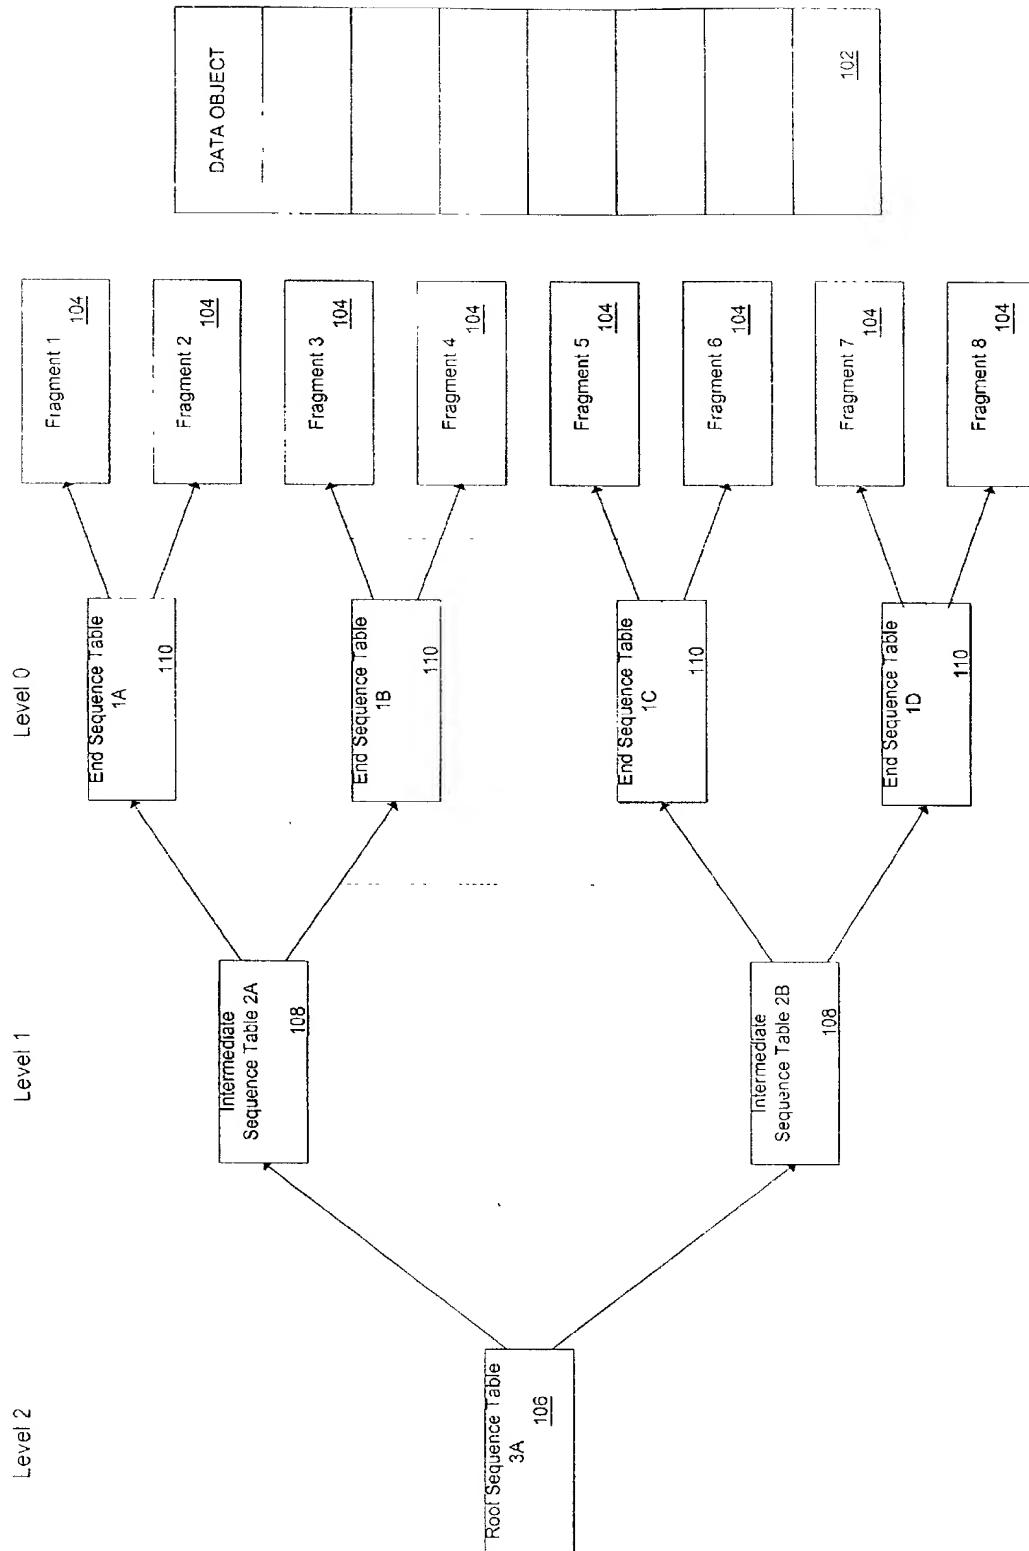 Level 2
Level 1
Level 0
Root Sequence Table
3A
106
Intermediate
Sequence Table 2A
108
Intermediate
Sequence Table 2B
108
End Sequence Table
1A
110
End Sequence Table
1B
110
End Sequence Table
1C
110
End Sequence Table
1D
110
Fragment 1
104
Fragment 2
104
Fragment 3
104
Fragment 4
104
Fragment 5
104
Fragment 6
104
Fragment 7
104
Fragment 8
104
DATA OBJECT
102